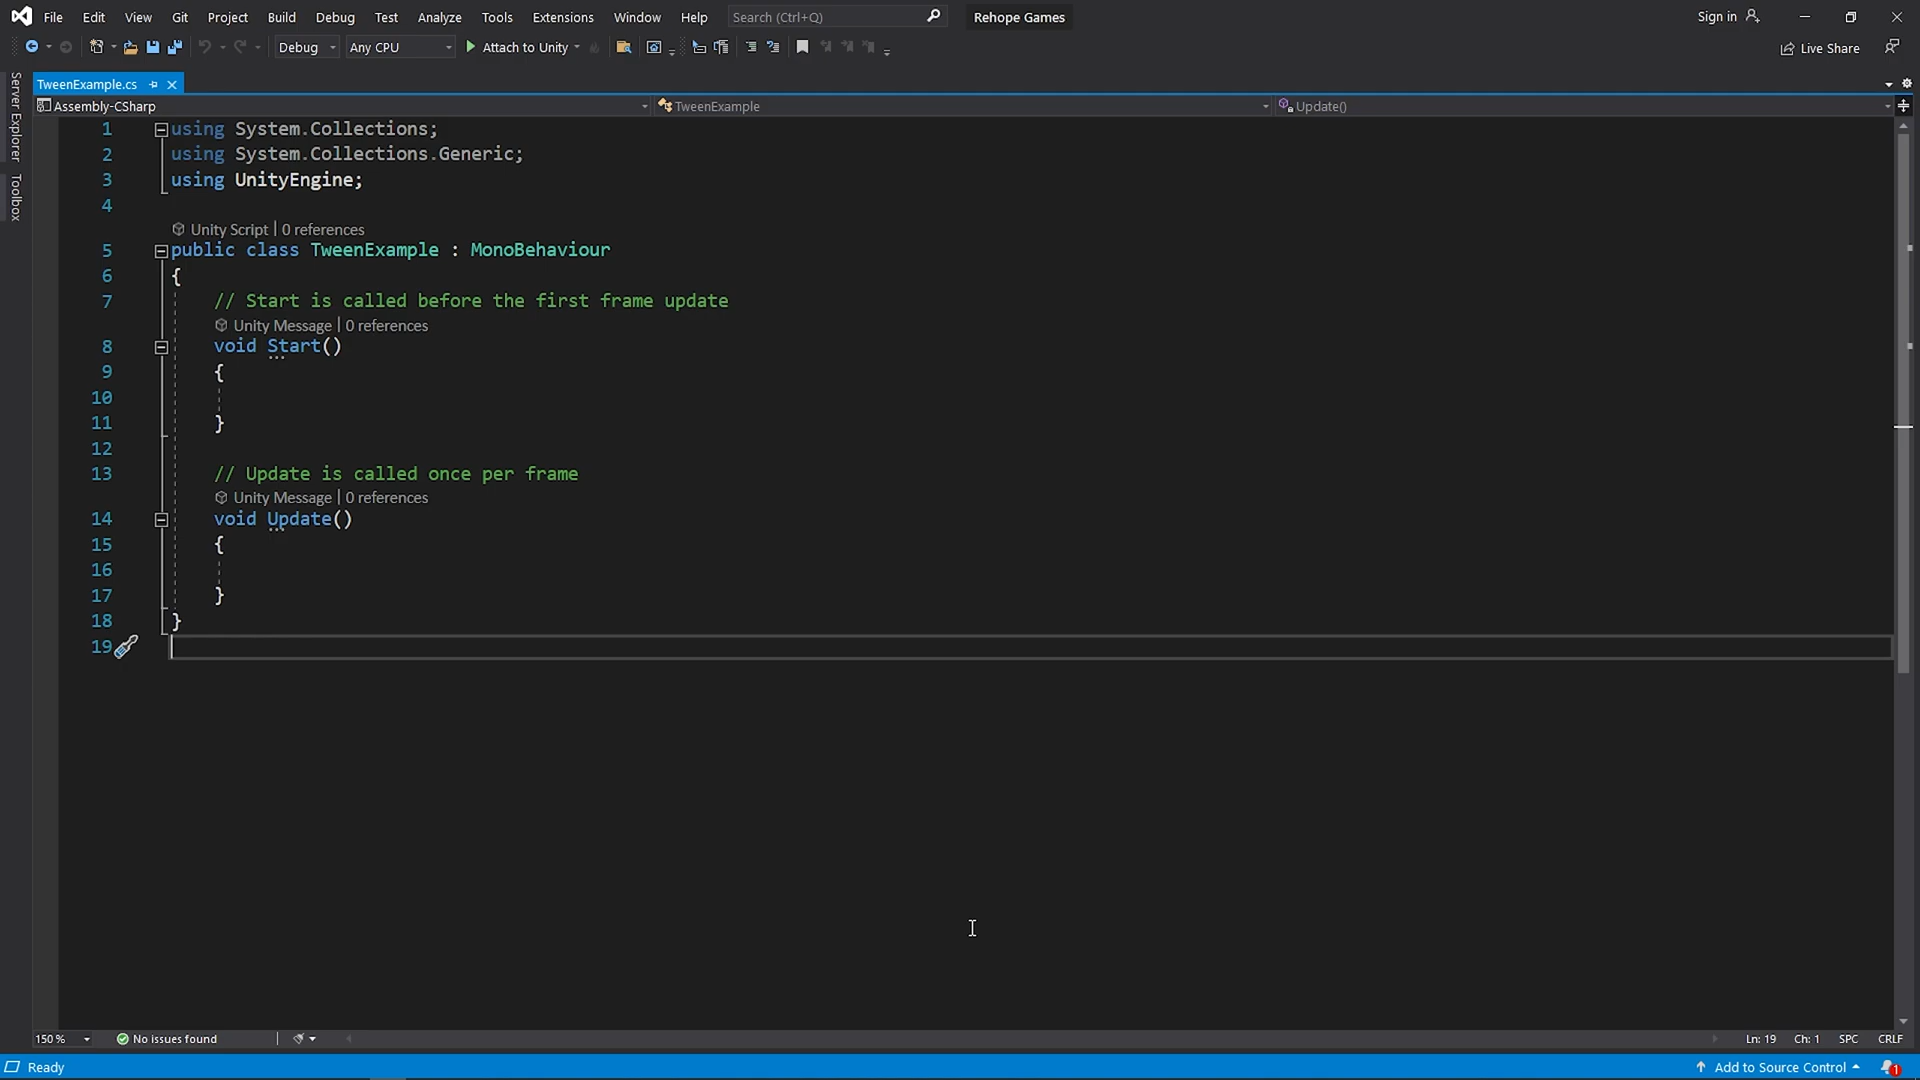 File Edit View Git Project Build Debug Test Analyze Tools Extensions Window Help Search (Ctrl+Q) Rehope Games Sign in
Debug Any CPU Attach to Unity Live Share
Server Explorer
Toolbox
TweenExample.cs
Assembly-CSharp TweenExample Update()
1 using System.Collections;
2 using System.Collections.Generic;
3 using UnityEngine;
4
Unity Script | 0 references
5 public class TweenExample : MonoBehaviour
6 {
7 // Start is called before the first frame update
Unity Message | 0 references
8 void Start()
9 {
10
11 }
12
13 // Update is called once per frame
Unity Message | 0 references
14 void Update()
15 {
16
17 }
18 }
19
150 % No issues found Ln: 19 Ch: 1 SPC CRLF
Ready Add to Source Control 1